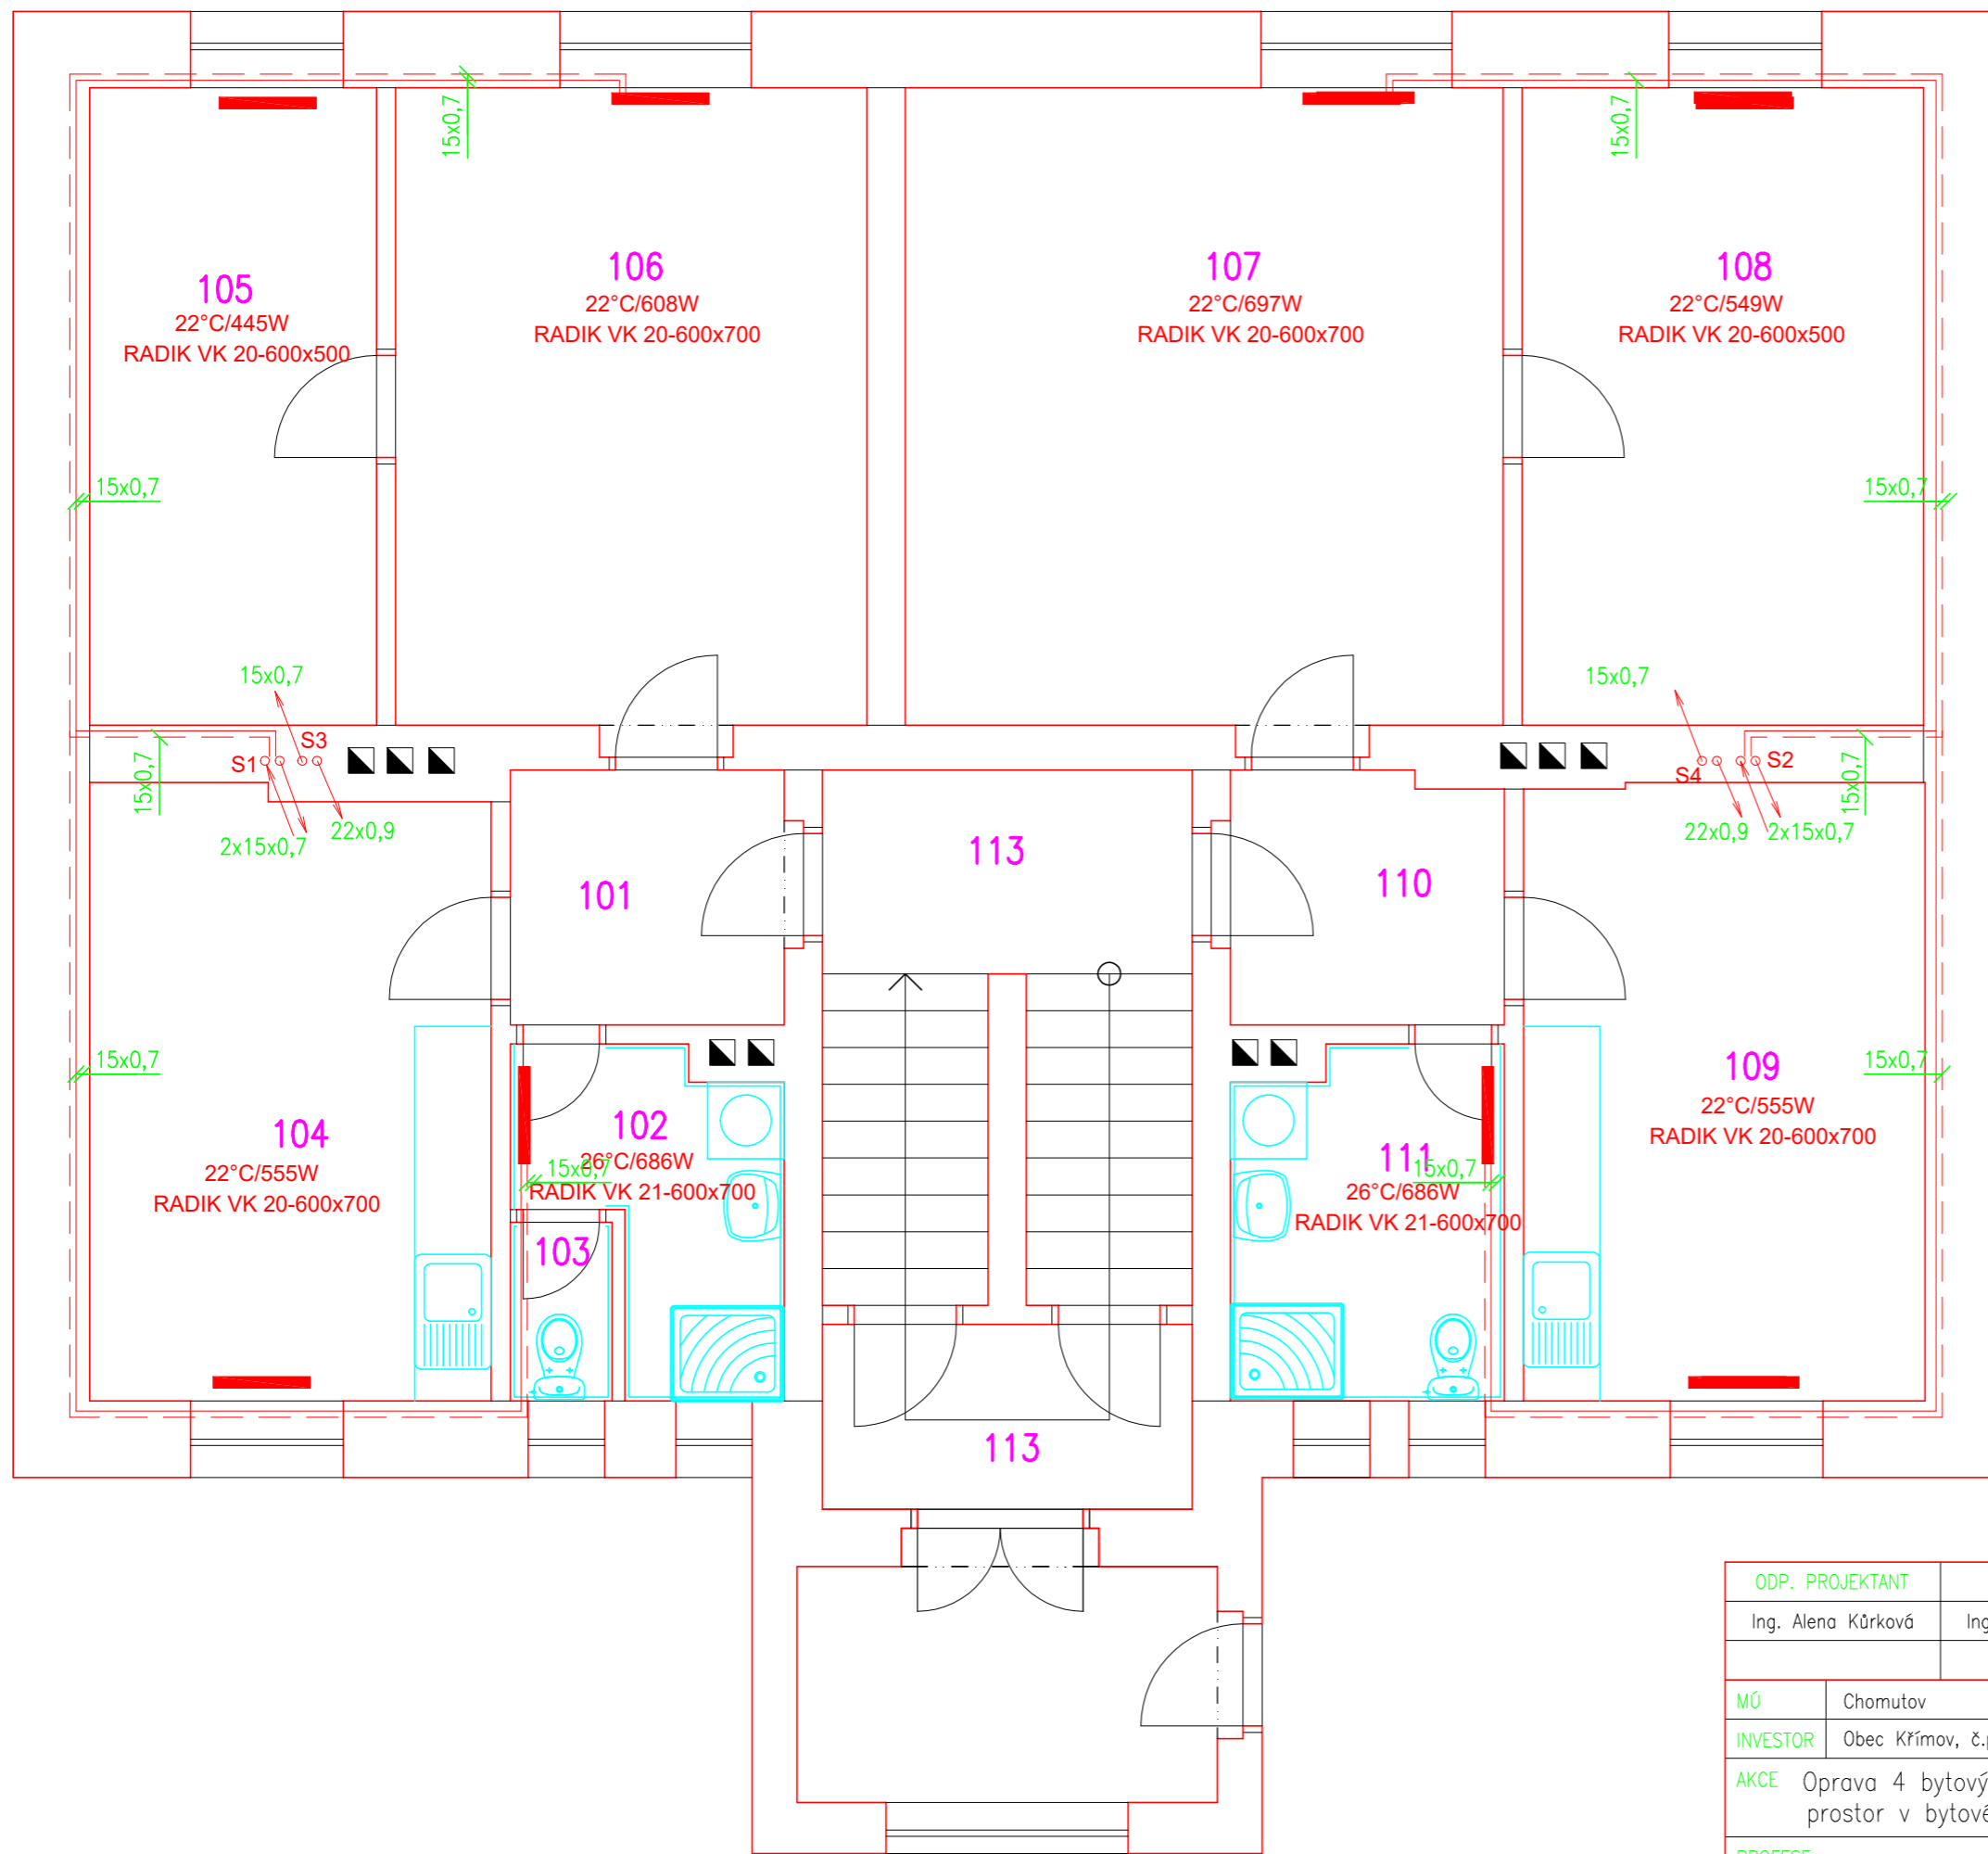 15x0,7
15x0,7
105
22°C/445W
RADIK VK 20-600x500
106
22°C/608W
RADIK VK 20-600x700
107
22°C/697W
RADIK VK 20-600x700
108
22°C/549W
RADIK VK 20-600x500
15x0,7
15x0,7
15x0,7
15x0,7
S3
S1
S4
S2
15x0,7
15x0,7
2x15x0,7
22x0,9
22x0,9
2x15x0,7
101
113
110
15x0,7
15x0,7
104
22°C/555W
RADIK VK 20-600x700
102
26°C/686W
15x0,7
RADIK VK 21-600x700
103
111
15x0,7
26°C/686W
RADIK VK 21-600x700
109
22°C/555W
RADIK VK 20-600x700
113
ODP. PROJEKTANT
Ing. Alena Kůrková
Ing
MÚ Chomutov
INVESTOR Obec Křímov, č.p
AKCE Oprava 4 bytový
prostor v bytové
PROFESE